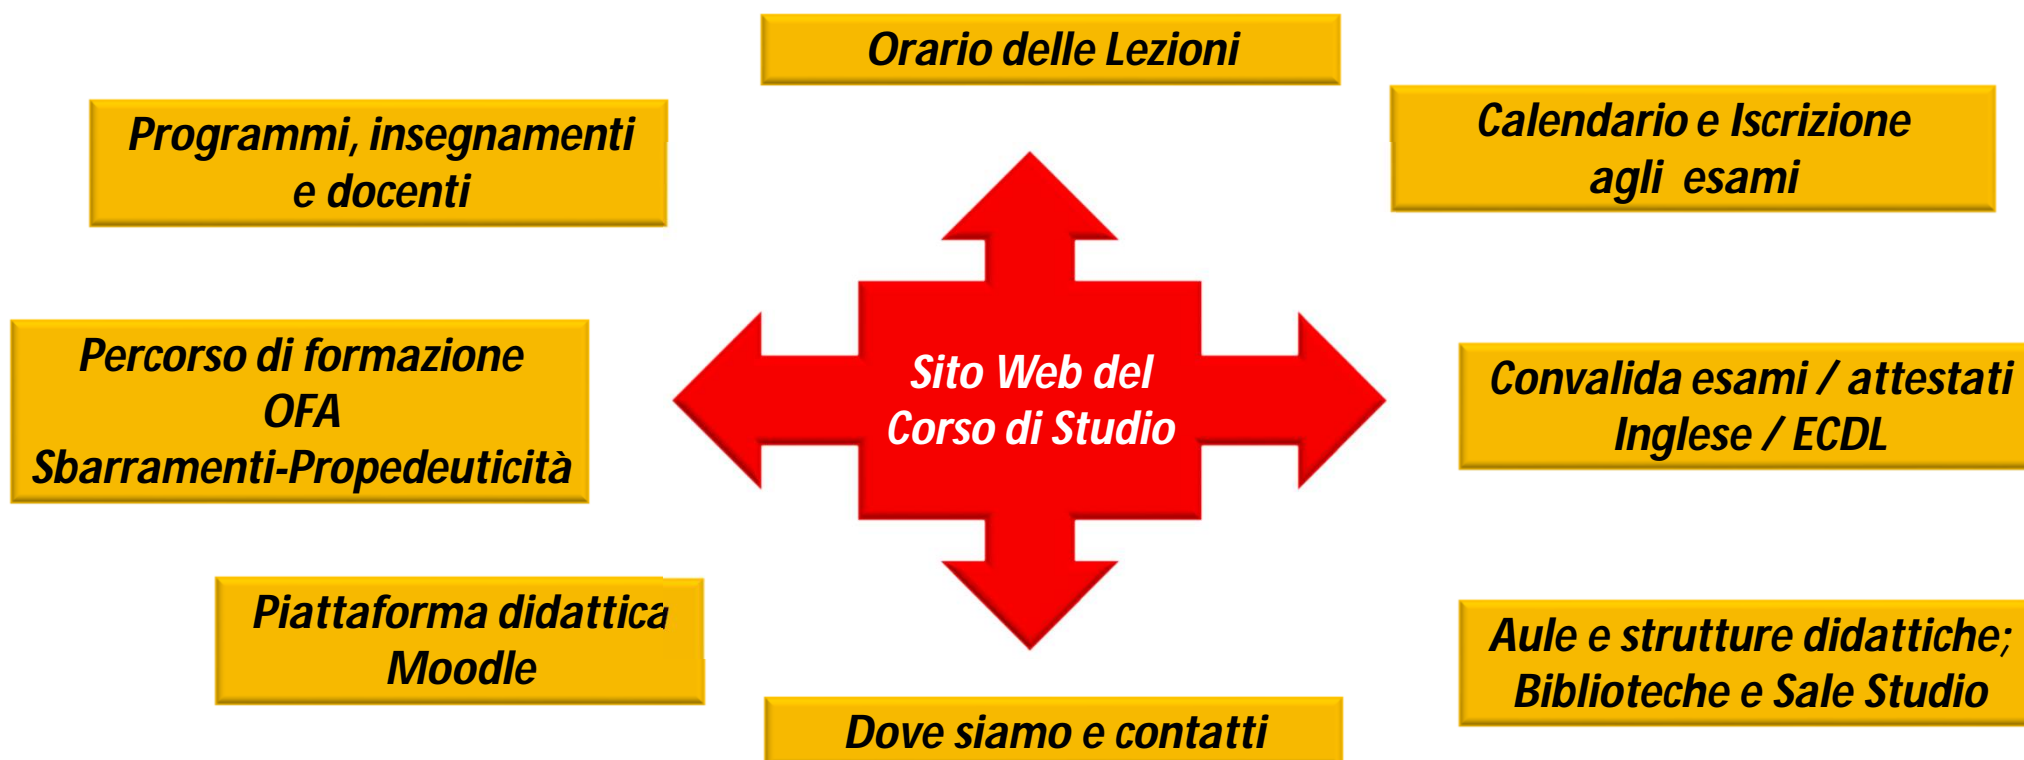 Orario delle Lezioni
Programmi, insegnamenti
e docenti
Calendario e Iscrizione
agli esami
Percorso di formazione
OFA
Sbarramenti-Propedeuticità
Sito Web del
Corso di Studio
Convalida esami / attestati
Inglese / ECDL
Piattaforma didattica
Moodle
Aule e strutture didattiche;
Biblioteche e Sale Studio
Dove siamo e contatti